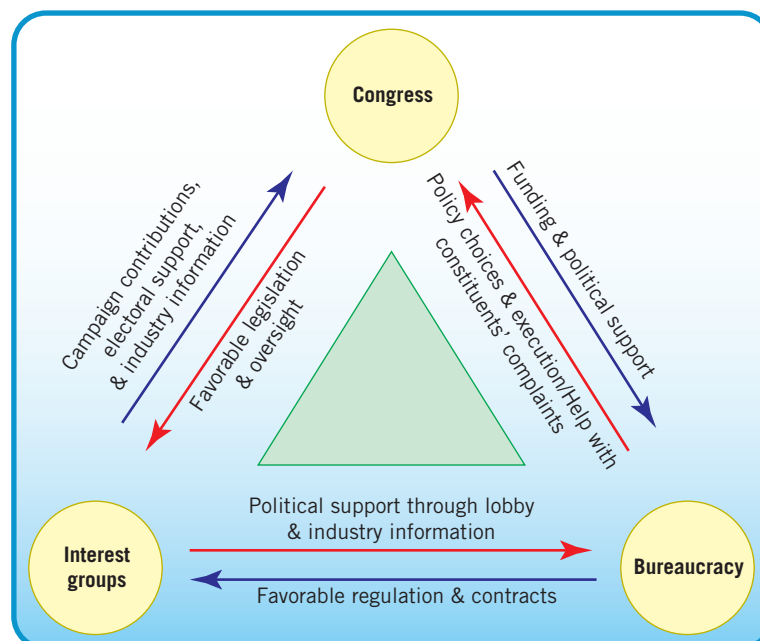 Congress
Campaign contributions,
electoral support,
& industry information
Favorable legislation
& oversight
Policy choices & execution/Help with
constituents’ complaints
Funding & political support
Interest
groups
Political support through lobby
& industry information
Favorable regulation & contracts
Bureaucracy